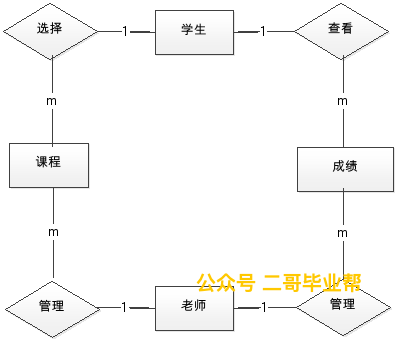 选择 1 学生 1 查看
m m
课程 成绩
m m
公众号 二哥毕业帮
管理 1 老师 1 管理